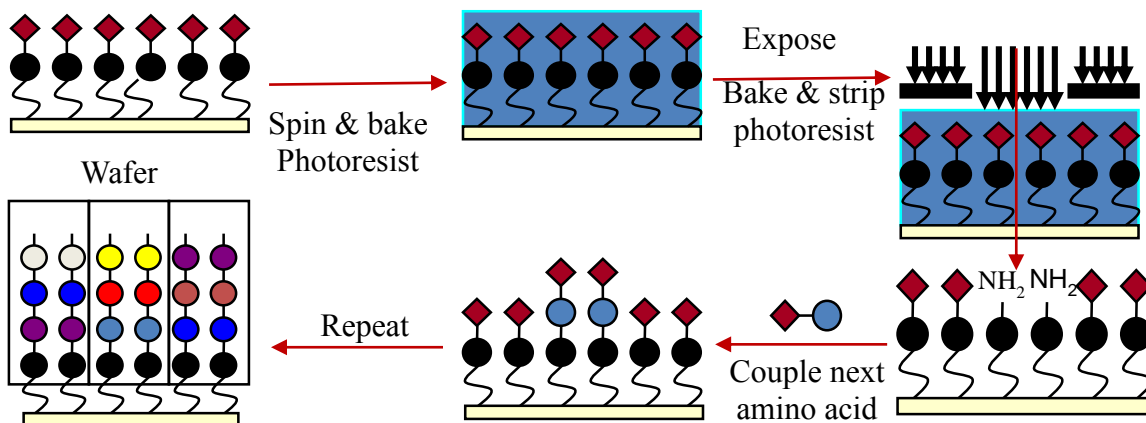 Spin & bake
Photoresist
Expose
Bake & strip
photoresist
NH2 NH2
Couple next
amino acid
Repeat
Wafer